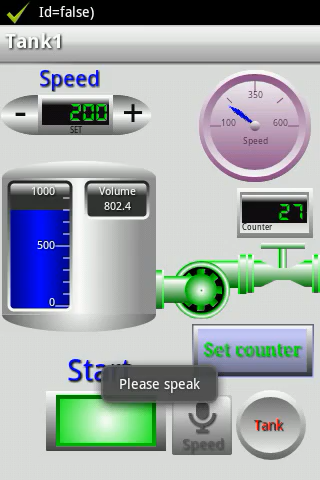 Id=false)
Tank1
Speed
- 200 +
SET
350
100 600
Speed
1000
500
0
Volume
802.4
27
Counter
Set counter
Start
Please speak
Speed
Tank